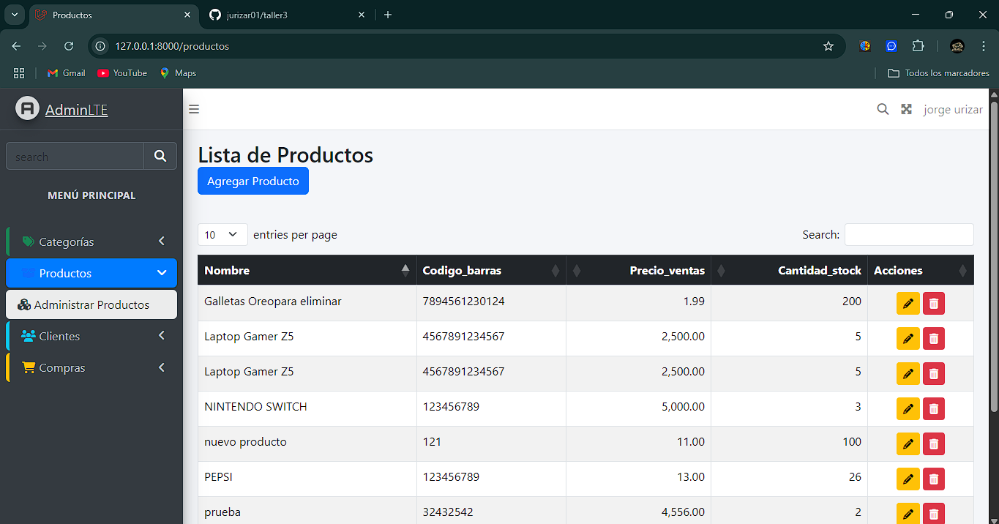 Productos
jurizar01/taller3
127.0.0.1:8000/productos
Gmail YouTube Maps Todos los marcadores
AdminLTE
jorge urizar
search
MENÚ PRINCIPAL
Categorías
Productos
Administrar Productos
Clientes
Compras
Lista de Productos
Agregar Producto
10 entries per page Search:
Nombre Codigo_barras Precio_ventas Cantidad_stock Acciones
Galletas Oreopara eliminar 7894561230124 1.99 200
Laptop Gamer Z5 4567891234567 2,500.00 5
Laptop Gamer Z5 4567891234567 2,500.00 5
NINTENDO SWITCH 123456789 5,000.00 3
nuevo producto 121 11.00 100
PEPSI 123456789 13.00 26
prueba 32432542 4,556.00 2